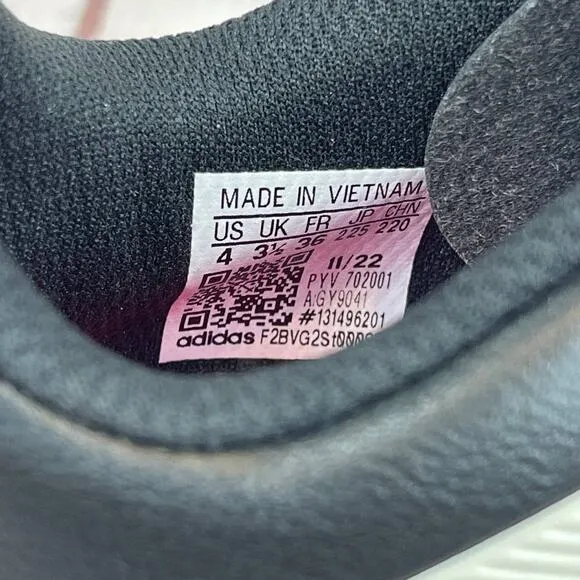 MADE IN VIETNAM
US UK FR JP CHN
4 3½ 36 225 220
11/22
PYV 702001
A:GY9041
#131496201
adidas